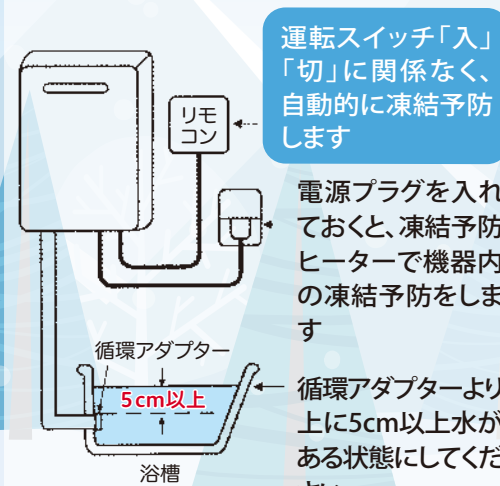 運転スイッチ「入」
「切」に関係なく、
自動的に凍結予防
します
リモ
コン
電源プラグを入れ
ておくと、凍結予防
ヒーターで機器内
の凍結予防をしま
す
循環アダプター
5cm以上
循環アダプターより
上に5cm以上水が
ある状態にしてくだ
浴槽